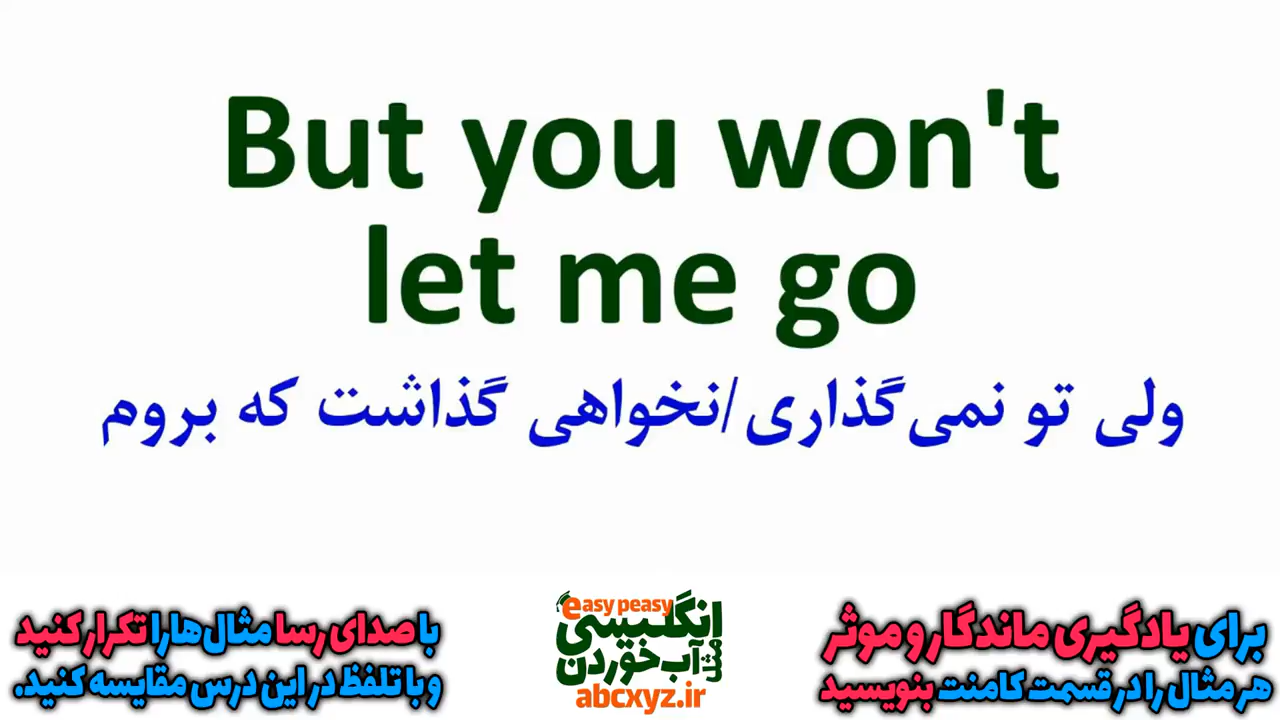 But you won't
let me go
ولی تو نمی‌گذاری/نخواهی گذاشت که بروم
برای یادگیری ماندگار و موثر
هر مثال را در قسمت کامنت بنویسید
easy peasy
انگلیسی
مثل آب خوردن
abcxyz.ir
با صدای رسا مثال‌ها را تکرار کنید
و با تلفظ در این درس مقایسه کنید.